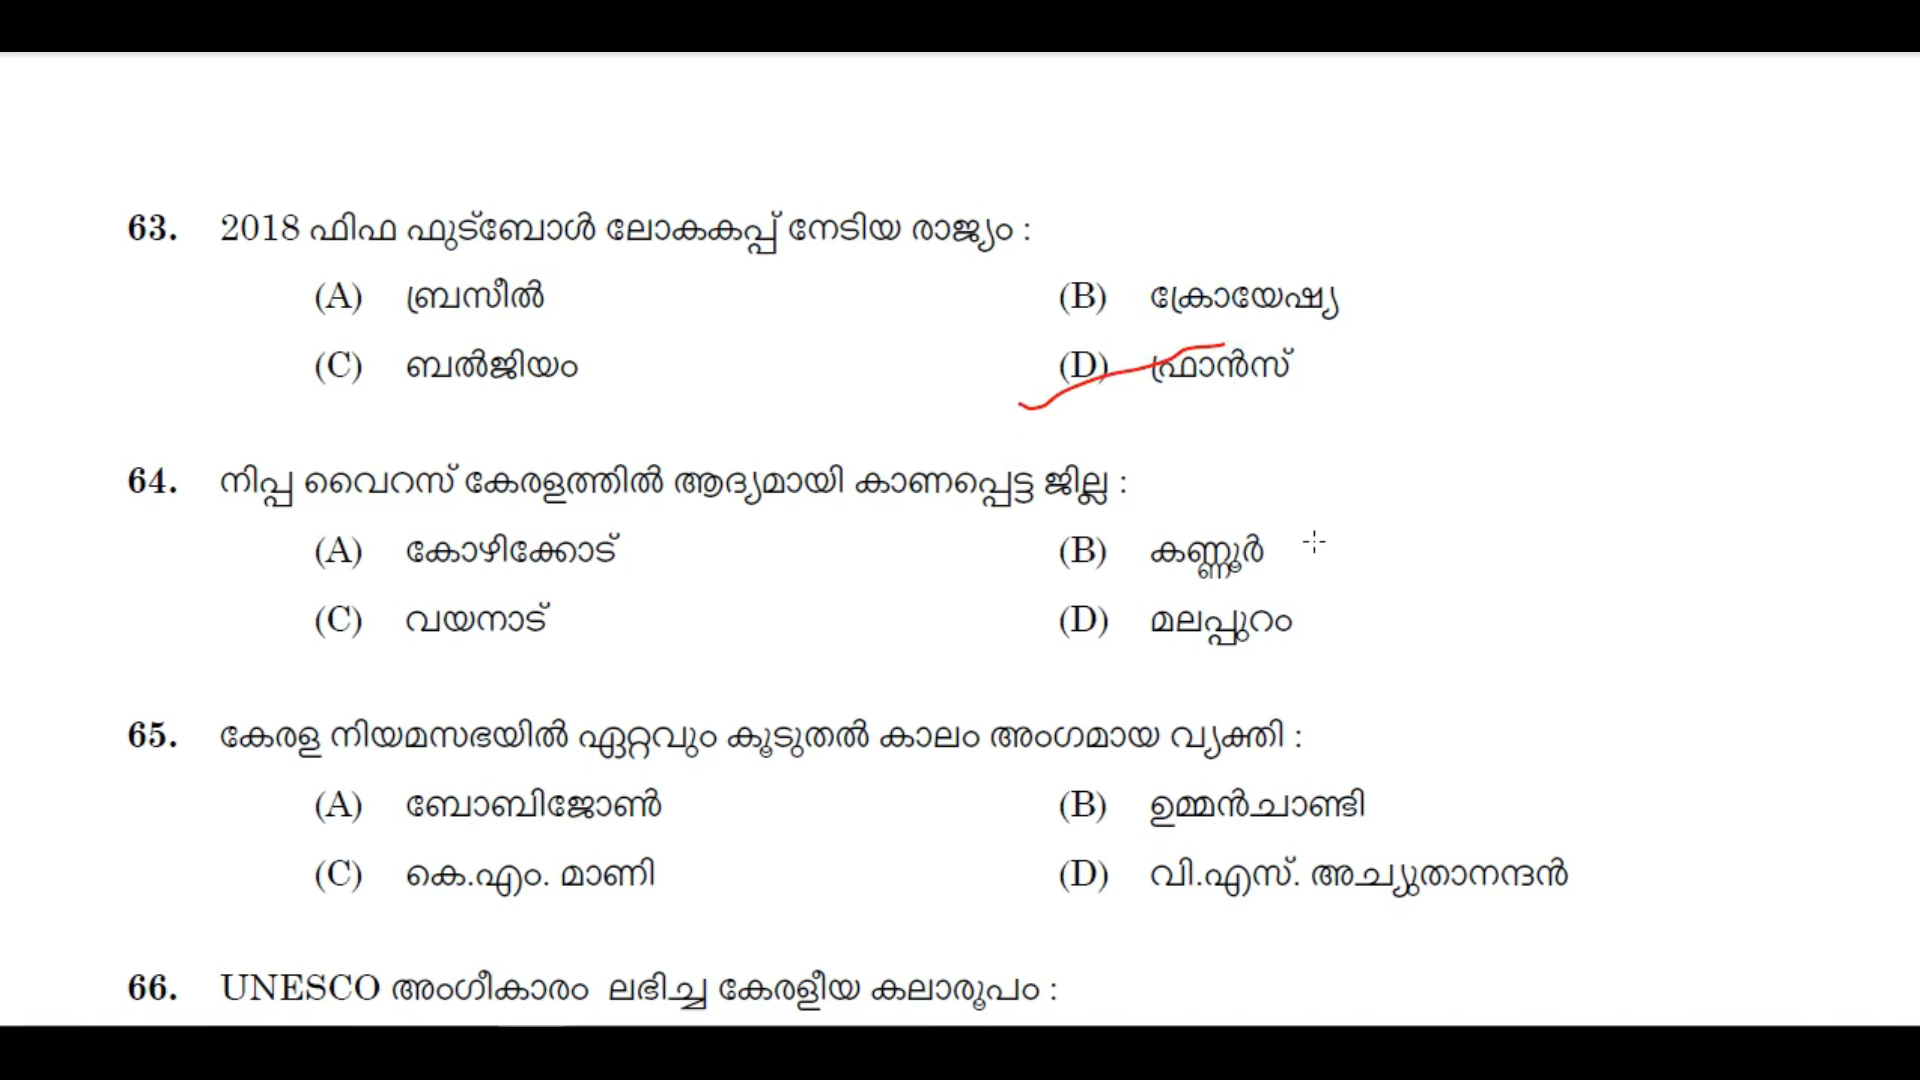 63. 2018 ഫിഫ ഫുട്ബോൾ ലോകകപ്പ് നേടിയ രാജ്യം :
(A) ബ്രസീൽ (B) ക്രോയേഷ്യ
(C) ബൽജിയം (D) ഫ്രാൻസ്
64. നിപ്പ വൈറസ് കേരളത്തിൽ ആദ്യമായി കാണപ്പെട്ട ജില്ല :
(A) കോഴിക്കോട് (B) കണ്ണൂർ
(C) വയനാട് (D) മലപ്പുറം
65. കേരള നിയമസഭയിൽ ഏറ്റവും കൂടുതൽ കാലം അംഗമായ വ്യക്തി :
(A) ബോബിജോൺ (B) ഉമ്മൻചാണ്ടി
(C) കെ.എം. മാണി (D) വി.എസ്. അച്യുതാനന്ദൻ
66. UNESCO അംഗീകാരം ലഭിച്ച കേരളീയ കലാരൂപം :